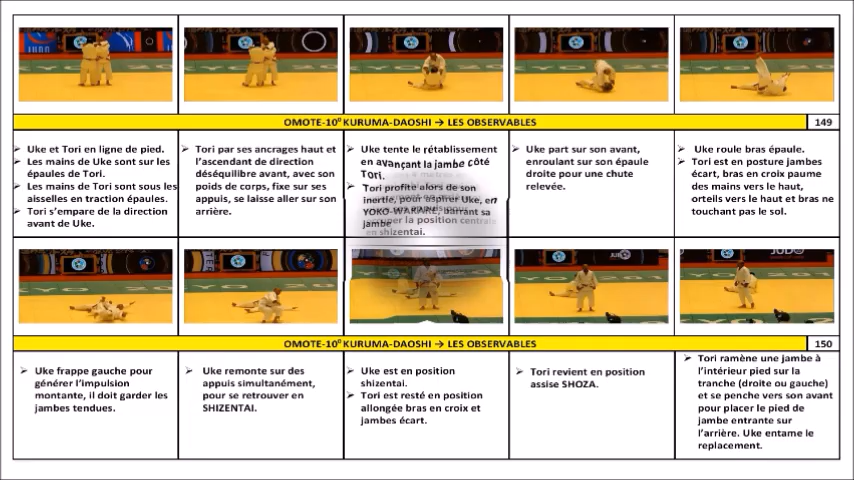 OMOTE-10° KURUMA-DAOSHI → LES OBSERVABLES
149
➢ Uke et Tori en ligne de pied.
➢ Les mains de Uke sont sur les
épaules de Tori.
➢ Les mains de Tori sont sous les
aisselles en traction épaules.
➢ Tori s’empare de la direction
avant de Uke.
➢ Tori par ses ancrages haut et
l’ascendant de direction
déséquilibre avant, avec son
poids de corps, fixe sur ses
appuis, se laisse aller sur son
arrière.
➢ Uke tente le rétablissement
en avançant la jambe côté
Tori.
➢ Tori profite alors de son
inertie, pour aspirer Uke, en
YOKO-WAKARE, barrant sa
jambe
la position centrale
en shizentai.
➢ Uke part sur son avant,
enroulant sur son épaule
droite pour une chute
relevée.
➢ Uke roule bras épaule.
➢ Tori est en posture jambes
écart, bras en croix paume
des mains vers le haut,
orteils vers le haut et bras ne
touchant pas le sol.
OMOTE-10° KURUMA-DAOSHI → LES OBSERVABLES
150
➢ Uke frappe gauche pour
générer l’impulsion
montante, il doit garder les
jambes tendues.
➢ Uke remonte sur des
appuis simultanément,
pour se retrouver en
SHIZENTAI.
➢ Uke est en position
shizentai.
➢ Tori est resté en position
allongée bras en croix et
jambes écart.
➢ Tori revient en position
assise SHOZA.
➢ Tori ramène une jambe à
l’intérieur pied sur la
tranche (droite ou gauche)
et se penche vers son avant
pour placer le pied de
jambe entrante sur
l’arrière. Uke entame le
replacement.